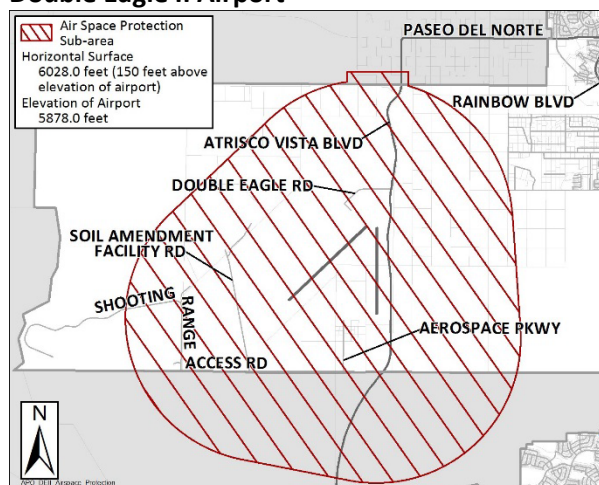 Double Eagle II Airport
Air Space Protection
Sub-area
Horizontal Surface
6028.0 feet (150 feet above
elevation of airport)
Elevation of Airport
5878.0 feet
PASEO DEL NORTE
RAINBOW BLVD
ATRISCO VISTA BLVD
DOUBLE EAGLE RD
SOIL AMENDMENT
FACILITY RD
SHOOTING
RANGE
ACCESS RD
AEROSPACE PKWY
N
APO_DEII_Airspace_Protection